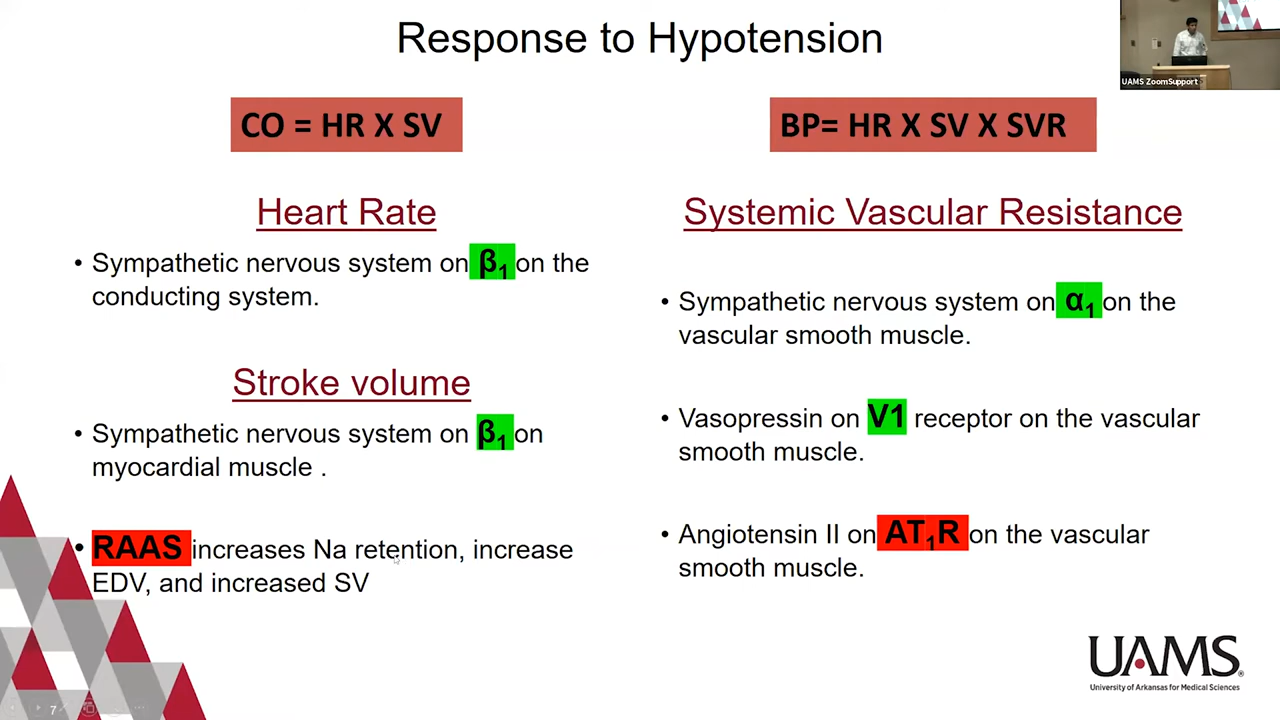 Response to Hypotension
UAMS ZoomSupport
CO = HR X SV
BP= HR X SV X SVR
Heart Rate
• Sympathetic nervous system on β1 on the
conducting system.
Stroke volume
• Sympathetic nervous system on β1 on
myocardial muscle .
• RAAS increases Na retention, increase
EDV, and increased SV
Systemic Vascular Resistance
• Sympathetic nervous system on α1 on the
vascular smooth muscle.
• Vasopressin on V1 receptor on the vascular
smooth muscle.
• Angiotensin II on AT1R on the vascular
smooth muscle.
UAMS®
University of Arkansas for Medical Sciences
7